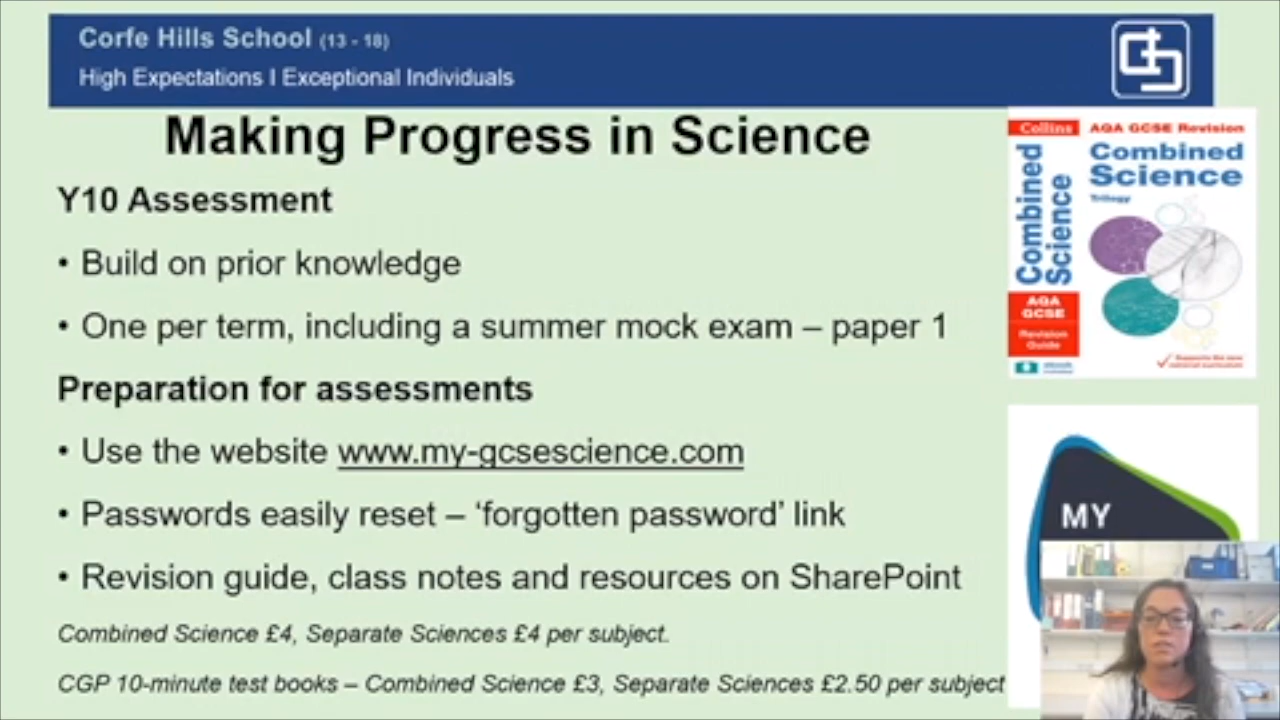 Corfe Hills School (13 - 18)
High Expectations I Exceptional Individuals
Making Progress in Science
Y10 Assessment
• Build on prior knowledge
• One per term, including a summer mock exam – paper 1
Preparation for assessments
• Use the website www.my-gcsescience.com
• Passwords easily reset – ‘forgotten password’ link
• Revision guide, class notes and resources on SharePoint
Combined Science £4, Separate Sciences £4 per subject.
CGP 10-minute test books – Combined Science £3, Separate Sciences £2.50 per subject
Collins
Combined
Science
AQA
GCSE
Revision
Guide
AQA GCSE Revision
Combined
Science
Trilogy
MY